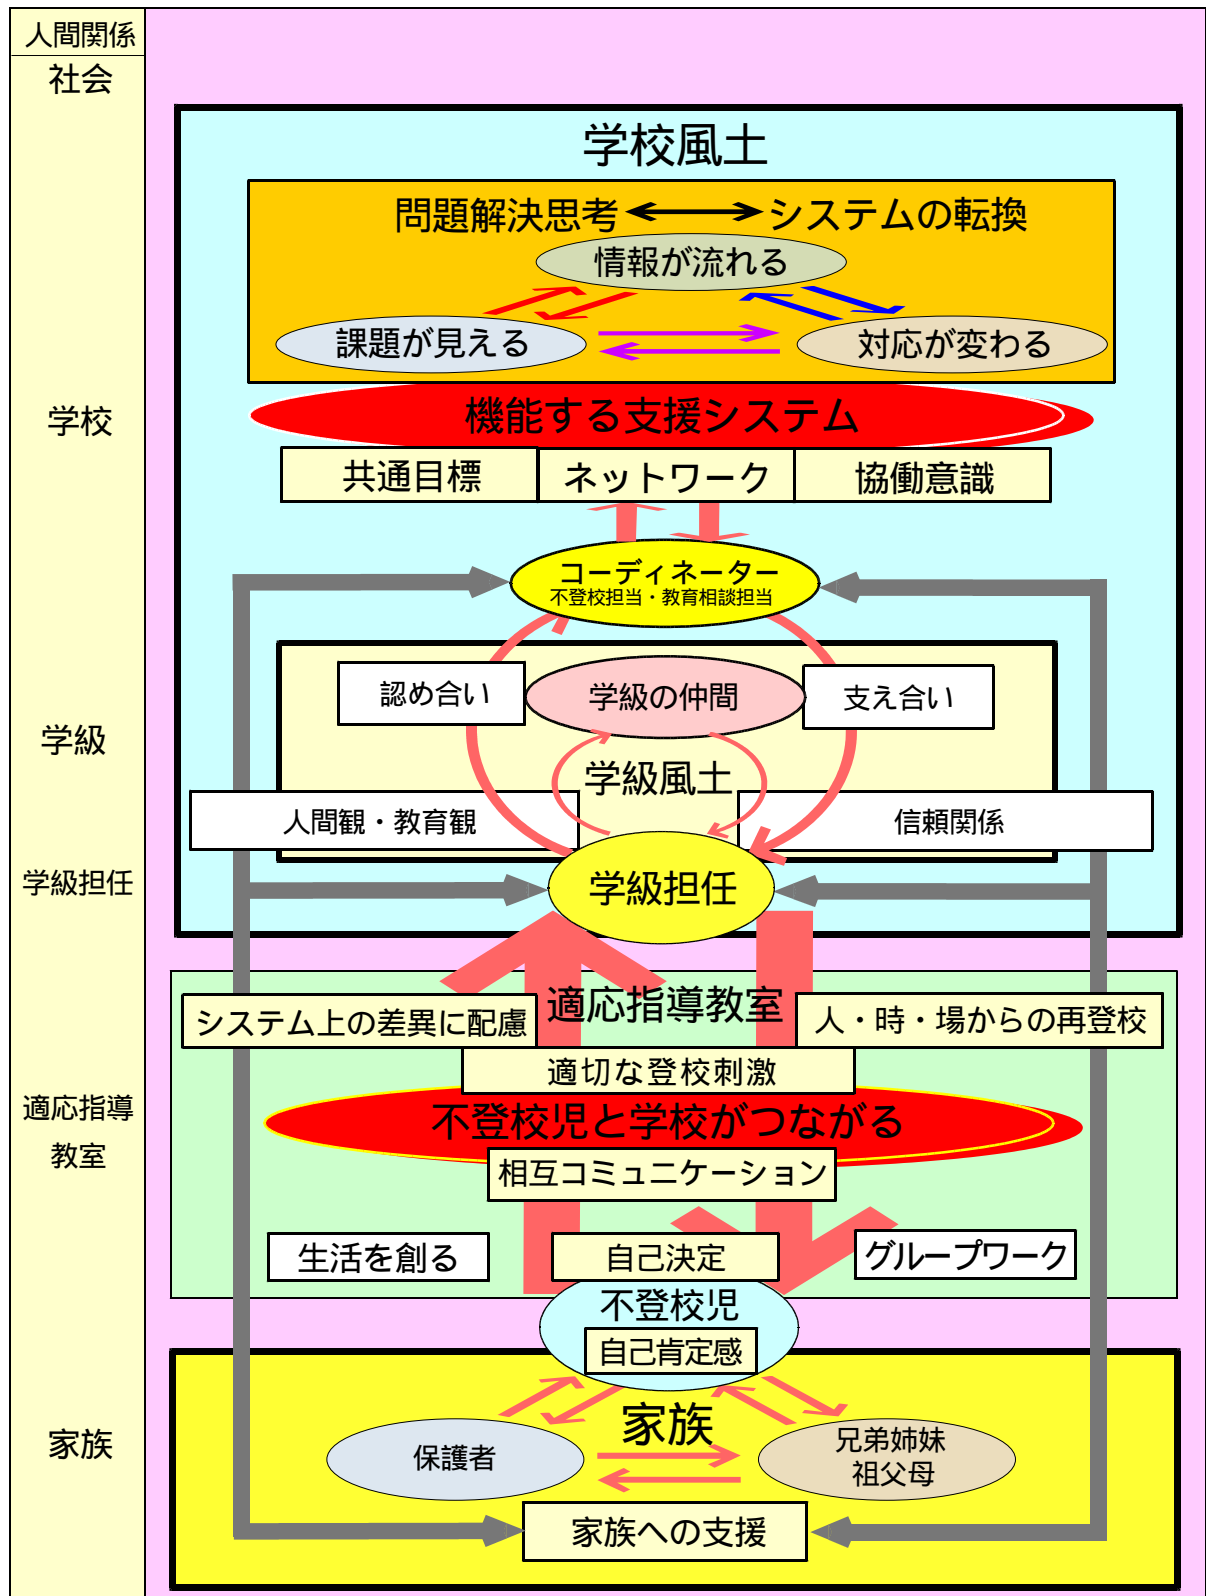 人間関係
社会
学校風土
問題解決思考
システムの転換
情報が流れる
課題が見える
対応が変わる
学校
機能する支援システム
共通目標
ネットワーク
協働意識
コーディネーター
不登校担当・教育相談担当
認め合い
学級の仲間
支え合い
学級
学級風土
人間観・教育観
信頼関係
学級担任
学級担任
適応指導教室
システム上の差異に配慮
人・時・場からの再登校
適切な登校刺激
適応指導
教室
不登校児と学校がつながる
相互コミュニケーション
生活を創る
自己決定
グループワーク
不登校児
自己肯定感
家族
家族
保護者
兄弟姉妹
祖父母
家族への支援